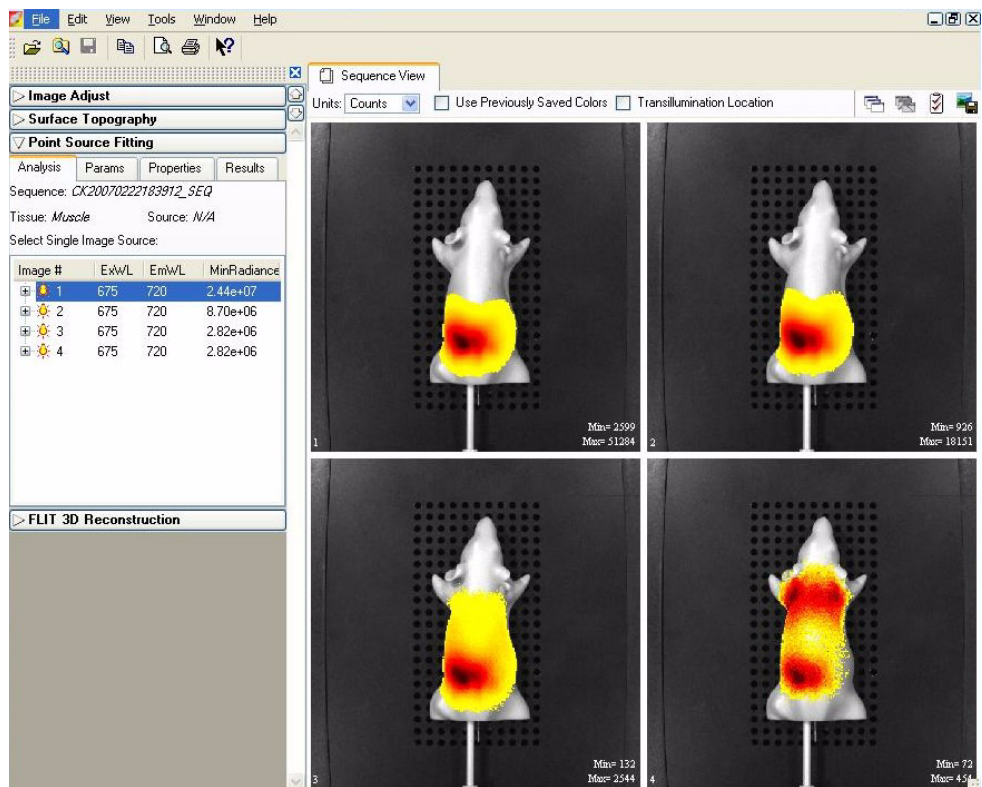 File Edit View Tools Window Help
Sequence View
Image Adjust
Units: Counts Use Previously Saved Colors Transillumination Location
Surface Topography
Point Source Fitting
Analysis Params Properties Results
Sequence: CK20070222183912_SEQ
Tissue: Muscle Source: N/A
Select Single Image Source:
Image # ExWL EmWL MinRadiance
1 675 720 2.44e+07
2 675 720 8.70e+06
3 675 720 2.82e+06
4 675 720 2.82e+06
FLIT 3D Reconstruction
Min= 2599
Max= 51284
1
Min= 926
Max= 18151
2
Min= 132
Max= 2544
3
Min= 72
Max= 454
4